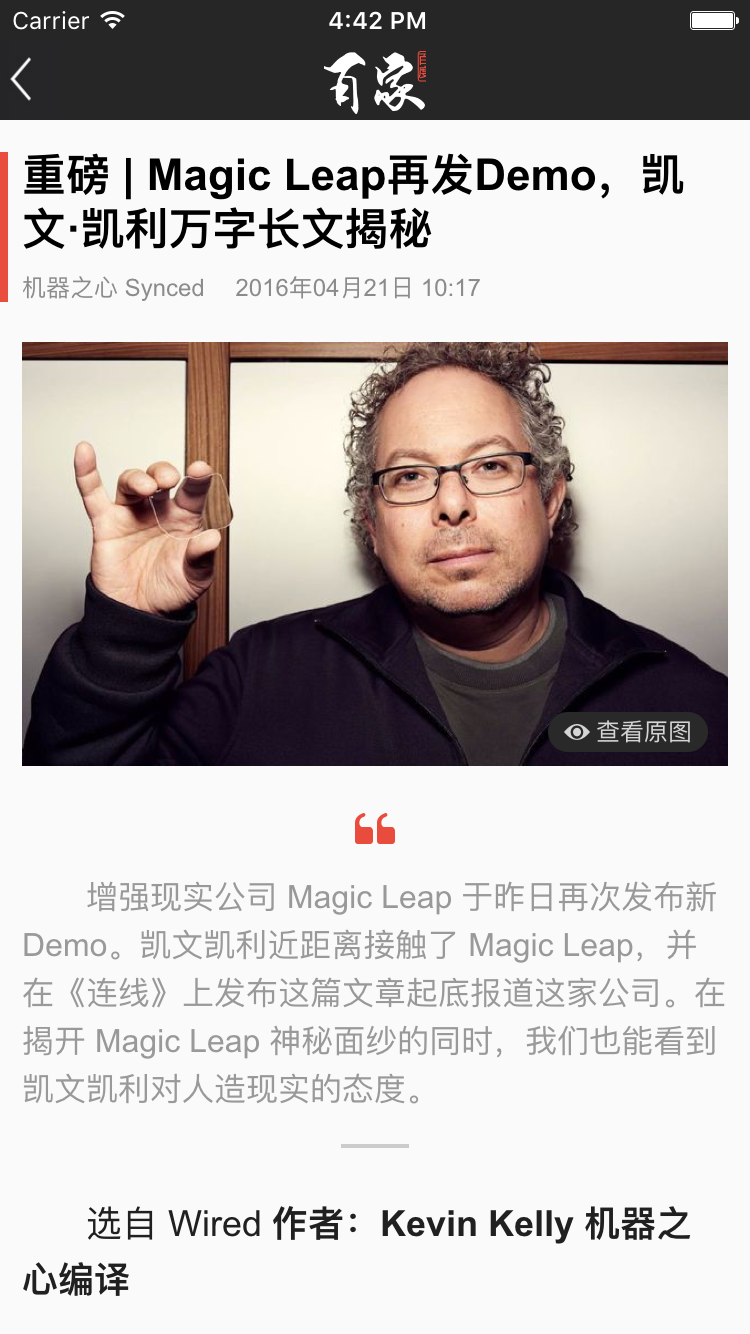 Carrier 4:42 PM
百家
重磅 | Magic Leap再发Demo，凯
文·凯利万字长文揭秘
机器之心 Synced 2016年04月21日 10:17
查看原图
增强现实公司 Magic Leap 于昨日再次发布新
Demo。凯文凯利近距离接触了 Magic Leap，并
在《连线》上发布这篇文章起底报道这家公司。在
揭开 Magic Leap 神秘面纱的同时，我们也能看到
凯文凯利对人造现实的态度。
选自 Wired 作者：Kevin Kelly 机器之
心编译